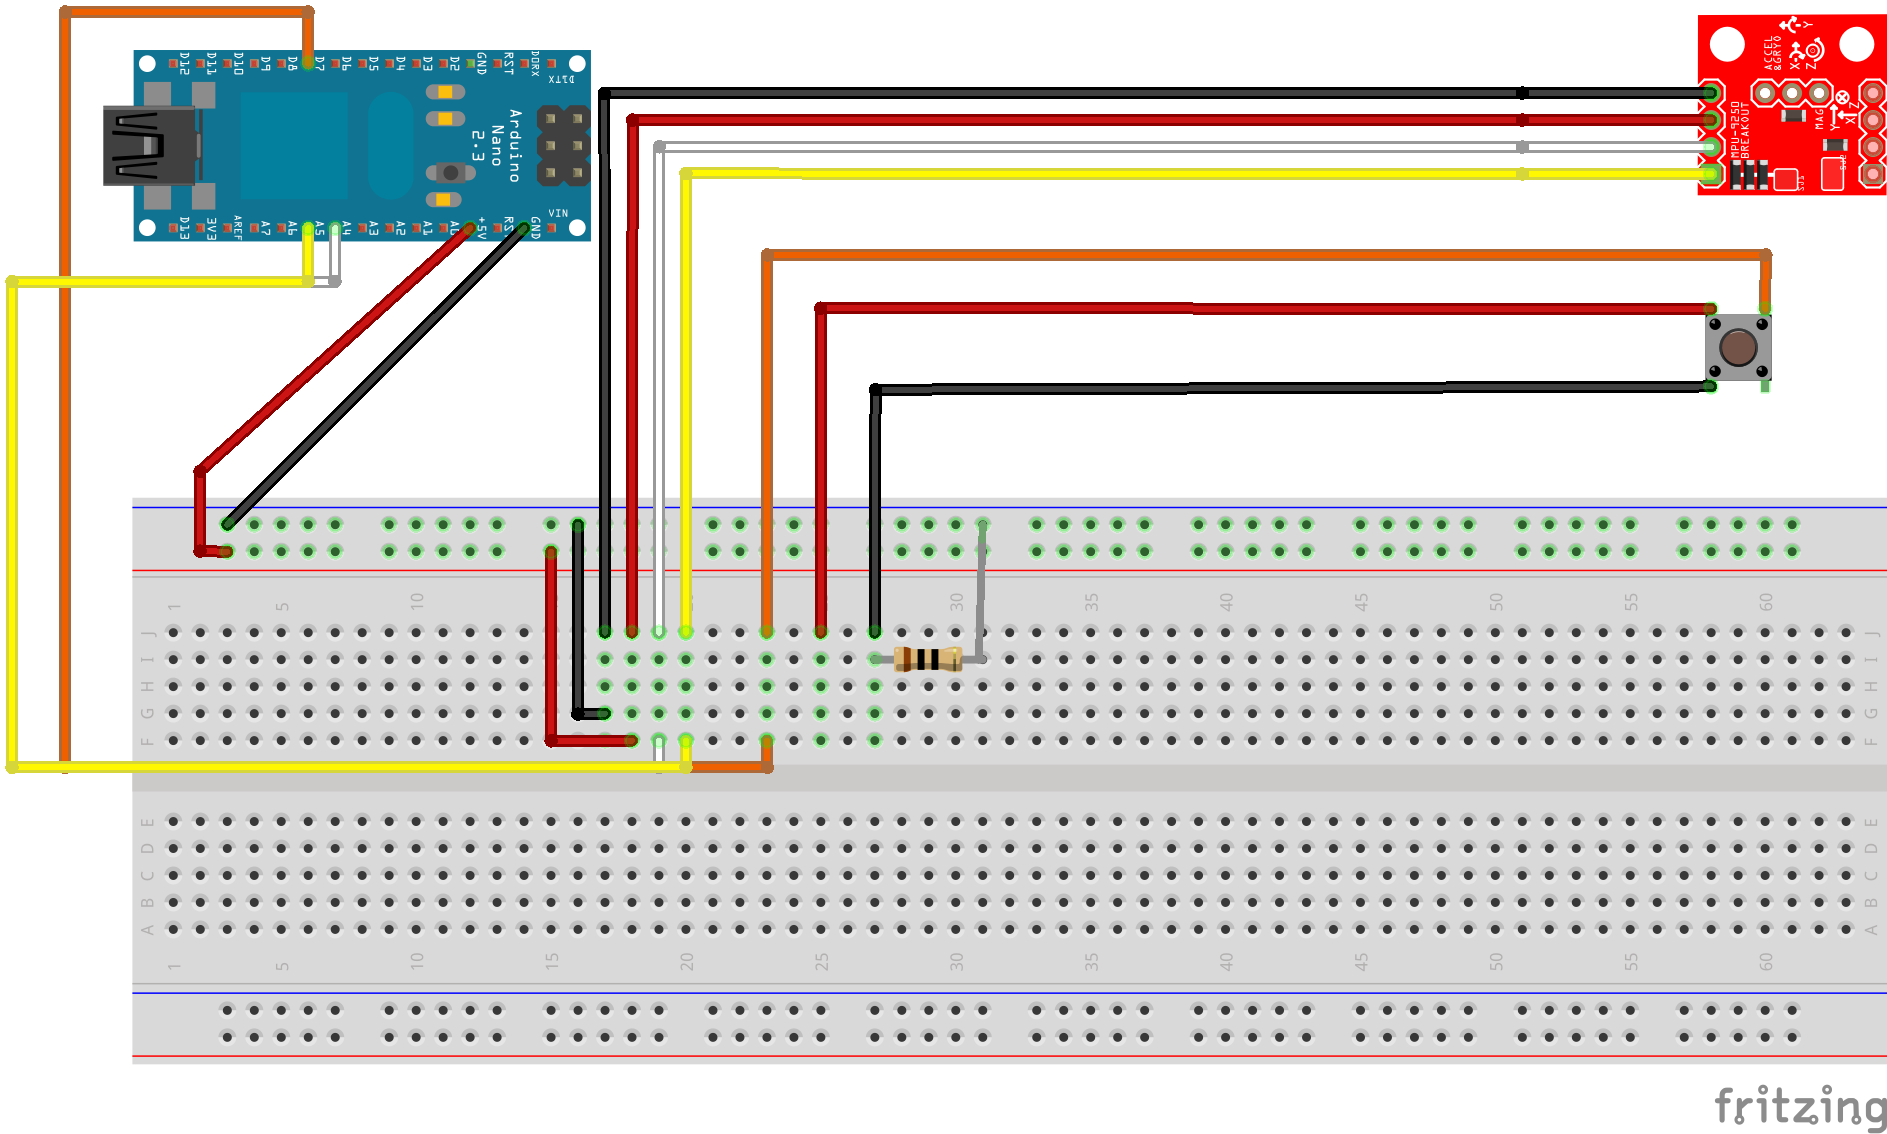 D12 D11 D10 D9 D8 D7 D6 D5 D4 D3 D2 GND RST
D1TX
Arduino
Nano
2.3
VIN
D13 3V3 AREF A7 A6 A5 A4 A3 A2 A1 A0 +5V RST GND
ACCEL
&GRYO
X Y Z
MPU-9250
BREAKOUT
MAG
X Y Z
1 5 10 30 35 40 45 50 55 60
J J
I I
H H
G G
F F
E E
D D
C C
B B
A A
1 5 10 15 20 25 30 35 40 45 50 55 60
fritzing